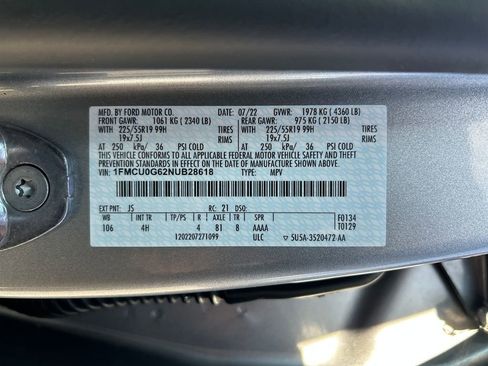 MFD. BY FORD MOTOR CO. DATE: 07/22 GVWR: 1978 KG ( 4360 LB)
FRONT GAWR: 1061 KG ( 2340 LB) REAR GAWR: 975 KG ( 2150 LB)
WITH 225/55R19 99H TIRES WITH 225/55R19 99H TIRES
19x7.5J RIMS 19x7.5J RIMS
AT 250 kPa/ 36 PSI COLD AT 250 kPa/ 36 PSI COLD
THIS VEHICLE CONFORMS TO ALL APPLICABLE FEDERAL MOTOR VEHICLE SAFETY AND THEFT
PREVENTION STANDARDS IN EFFECT ON THE DATE OF MANUFACTURE SHOWN ABOVE.
VIN: 1FMCU0G62NUB28618 TYPE: MPV
EXT PNT: JS RC: 21 DSO:
WB INT TR TP/PS R AXLE TR SPR F0134
106 4H 4 81 8 AAAA T0129
1202207271099 ULC ▽ 5U5A-3520472 AA